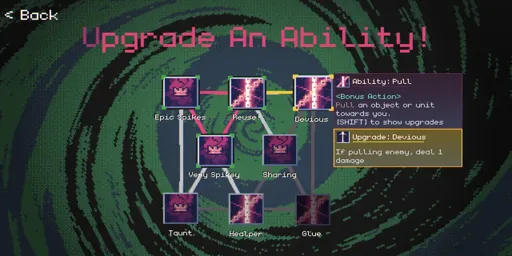 < Back
Upgrade An Ability!
Ability: Pull
<Bonus Action>
Pull an object or unit
towards you.
[SHIFT] to show upgrades
Epic Spikes
Reuse
Devious
Upgrade: Devious
If pulling enemy, deal 1
damage
Very Spikey
Sharing
Taunt
Healper
Glue